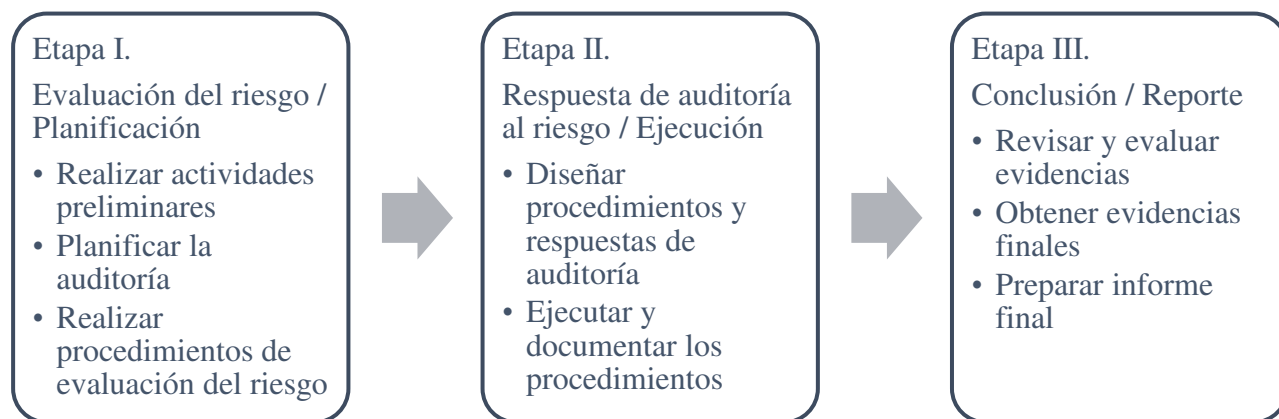 Etapa I.
Evaluación del riesgo /
Planificación
• Realizar actividades
preliminares
• Planificar la
auditoría
• Realizar
procedimientos de
evaluación del riesgo
Etapa II.
Respuesta de auditoría
al riesgo / Ejecución
• Diseñar
procedimientos y
respuestas de
auditoría
• Ejecutar y
documentar los
procedimientos
Etapa III.
Conclusión / Reporte
• Revisar y evaluar
evidencias
• Obtener evidencias
finales
• Preparar informe
final